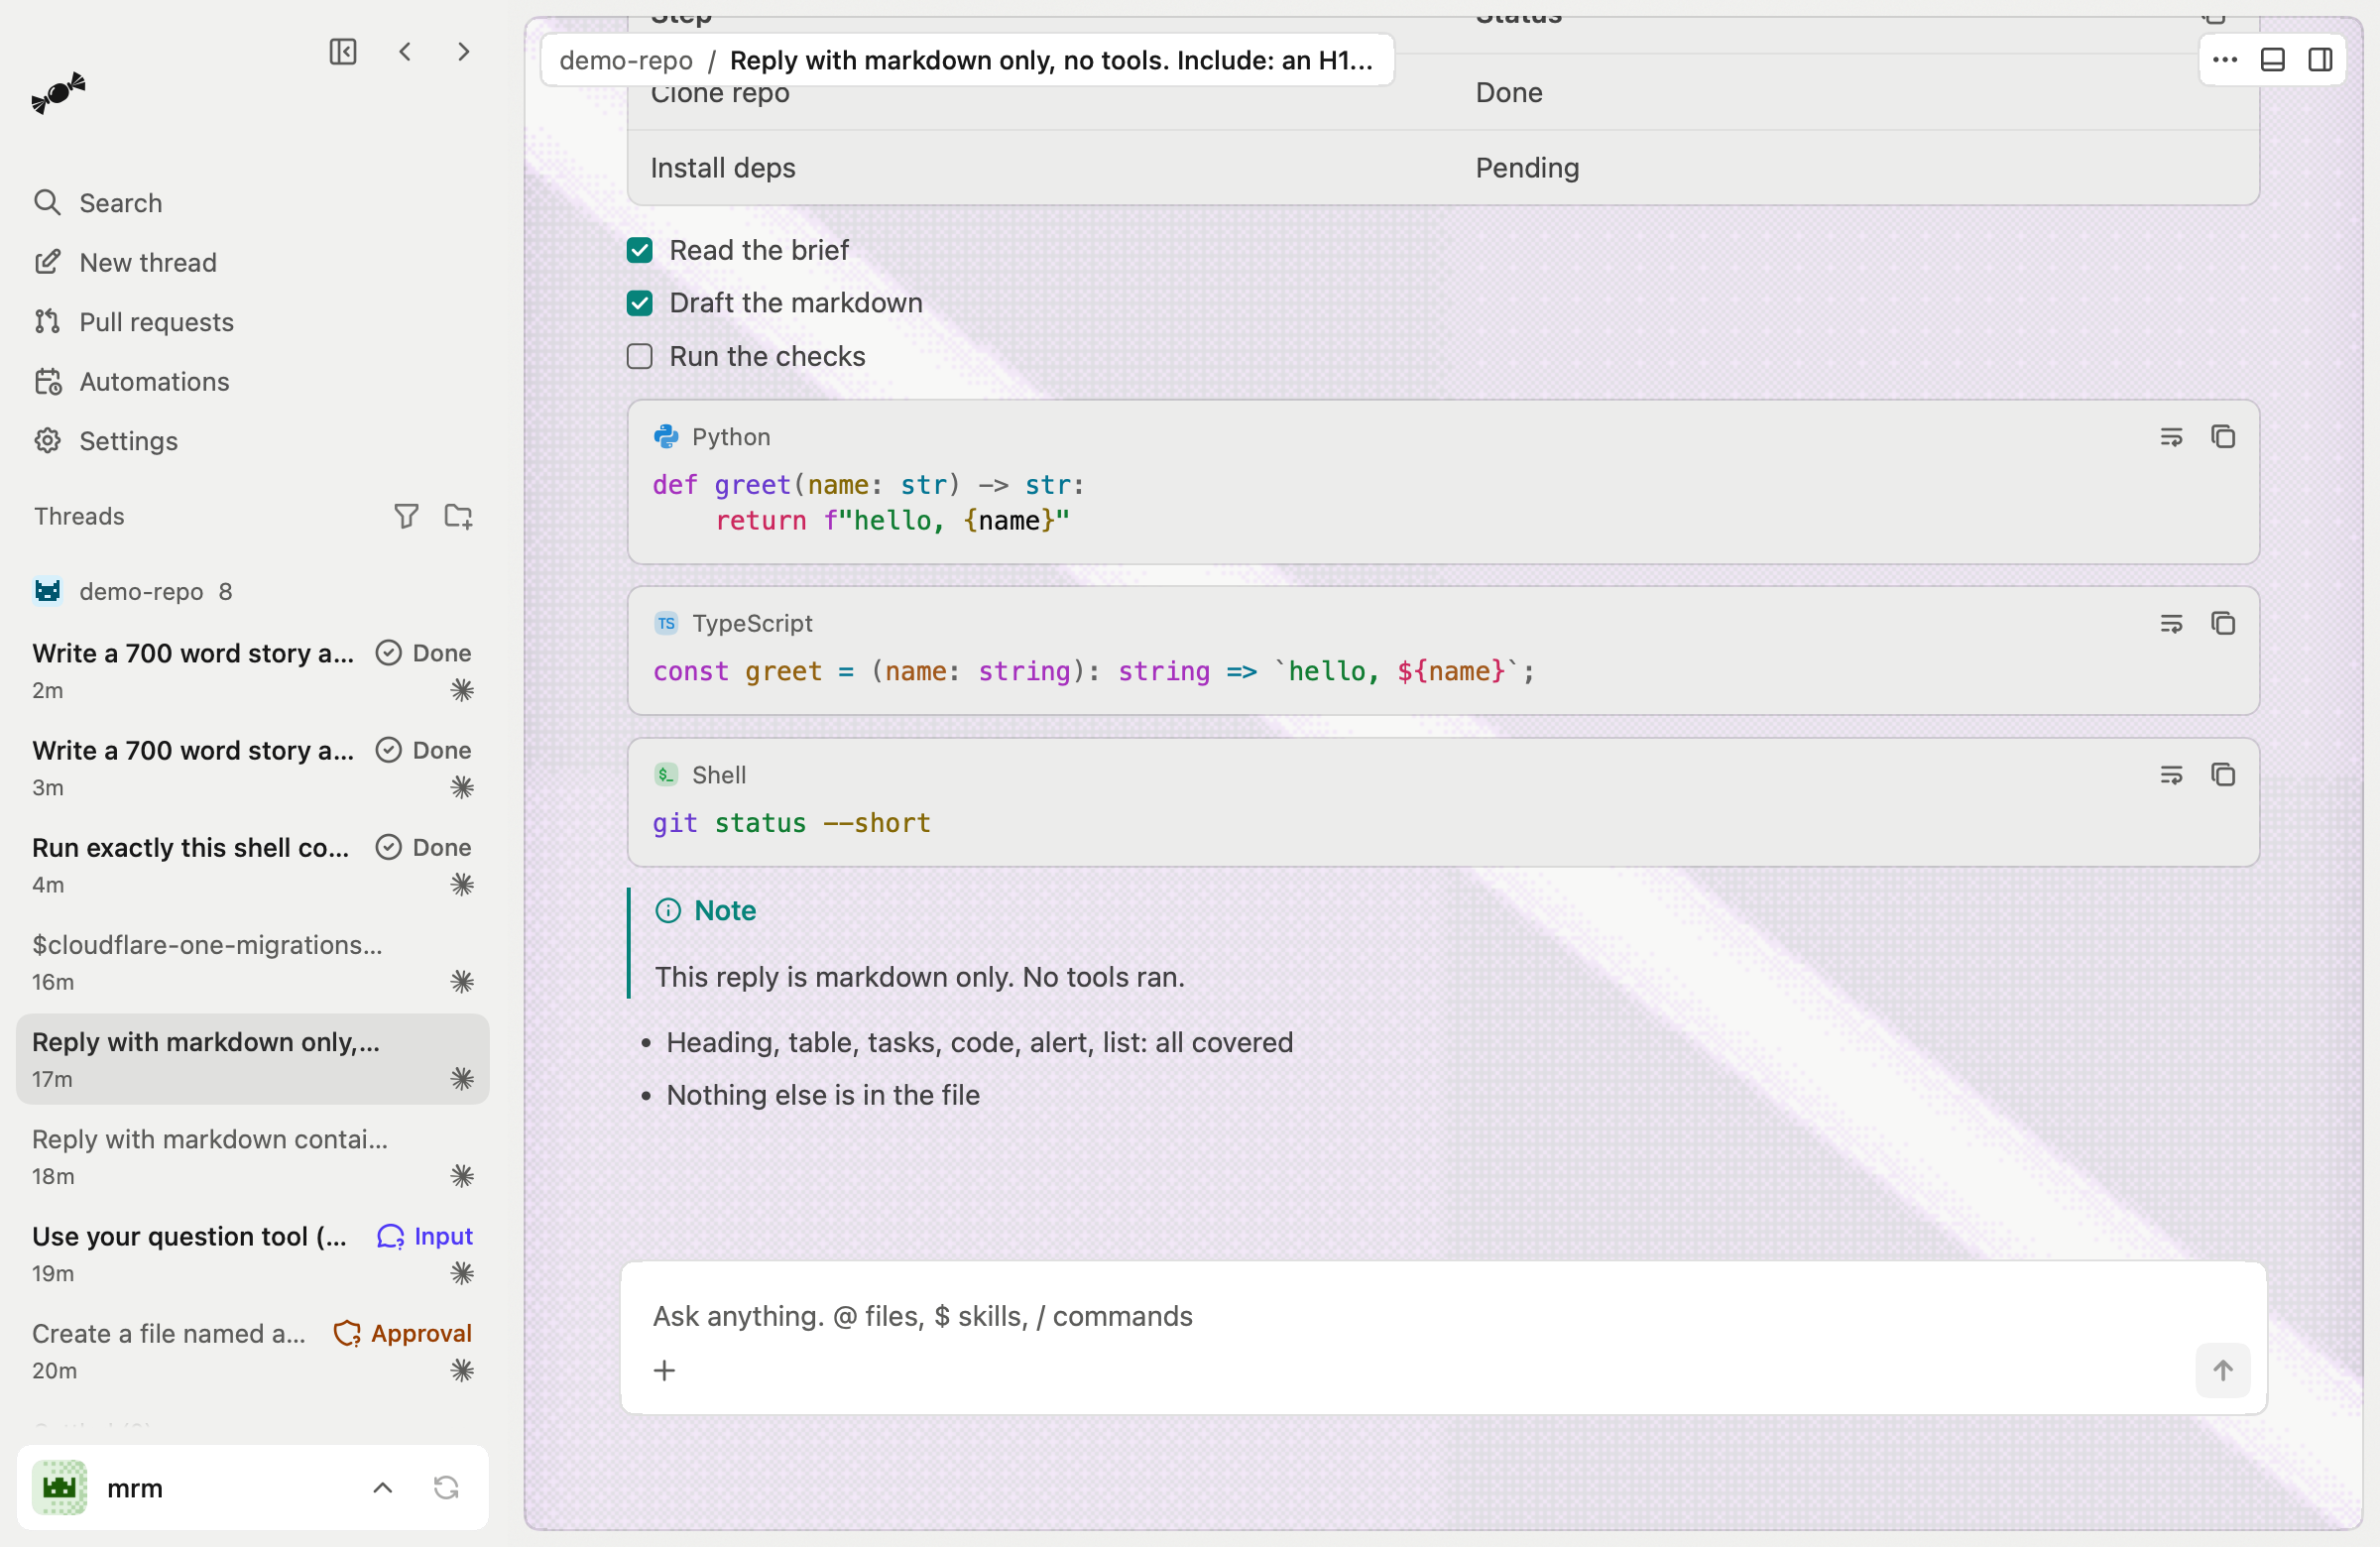 Search
New thread
Pull requests
Automations
Settings
Threads
demo-repo 8
Write a 700 word story a... Done
2m
Write a 700 word story a... Done
3m
Run exactly this shell co... Done
4m
$cloudflare-one-migrations...
16m
Reply with markdown only,...
17m
Reply with markdown contai...
18m
Use your question tool (... Input
19m
Create a file named a... Approval
20m
mrm
Step Status
demo-repo / Reply with markdown only, no tools. Include: an H1...
Clone repo Done
Install deps Pending
Read the brief
Draft the markdown
Run the checks
Python
def greet(name: str) -> str:
    return f"hello, {name}"
TS TypeScript
const greet = (name: string): string => `hello, ${name}`;
$_ Shell
git status --short
Note
This reply is markdown only. No tools ran.
• Heading, table, tasks, code, alert, list: all covered
• Nothing else is in the file
Ask anything. @ files, $ skills, / commands